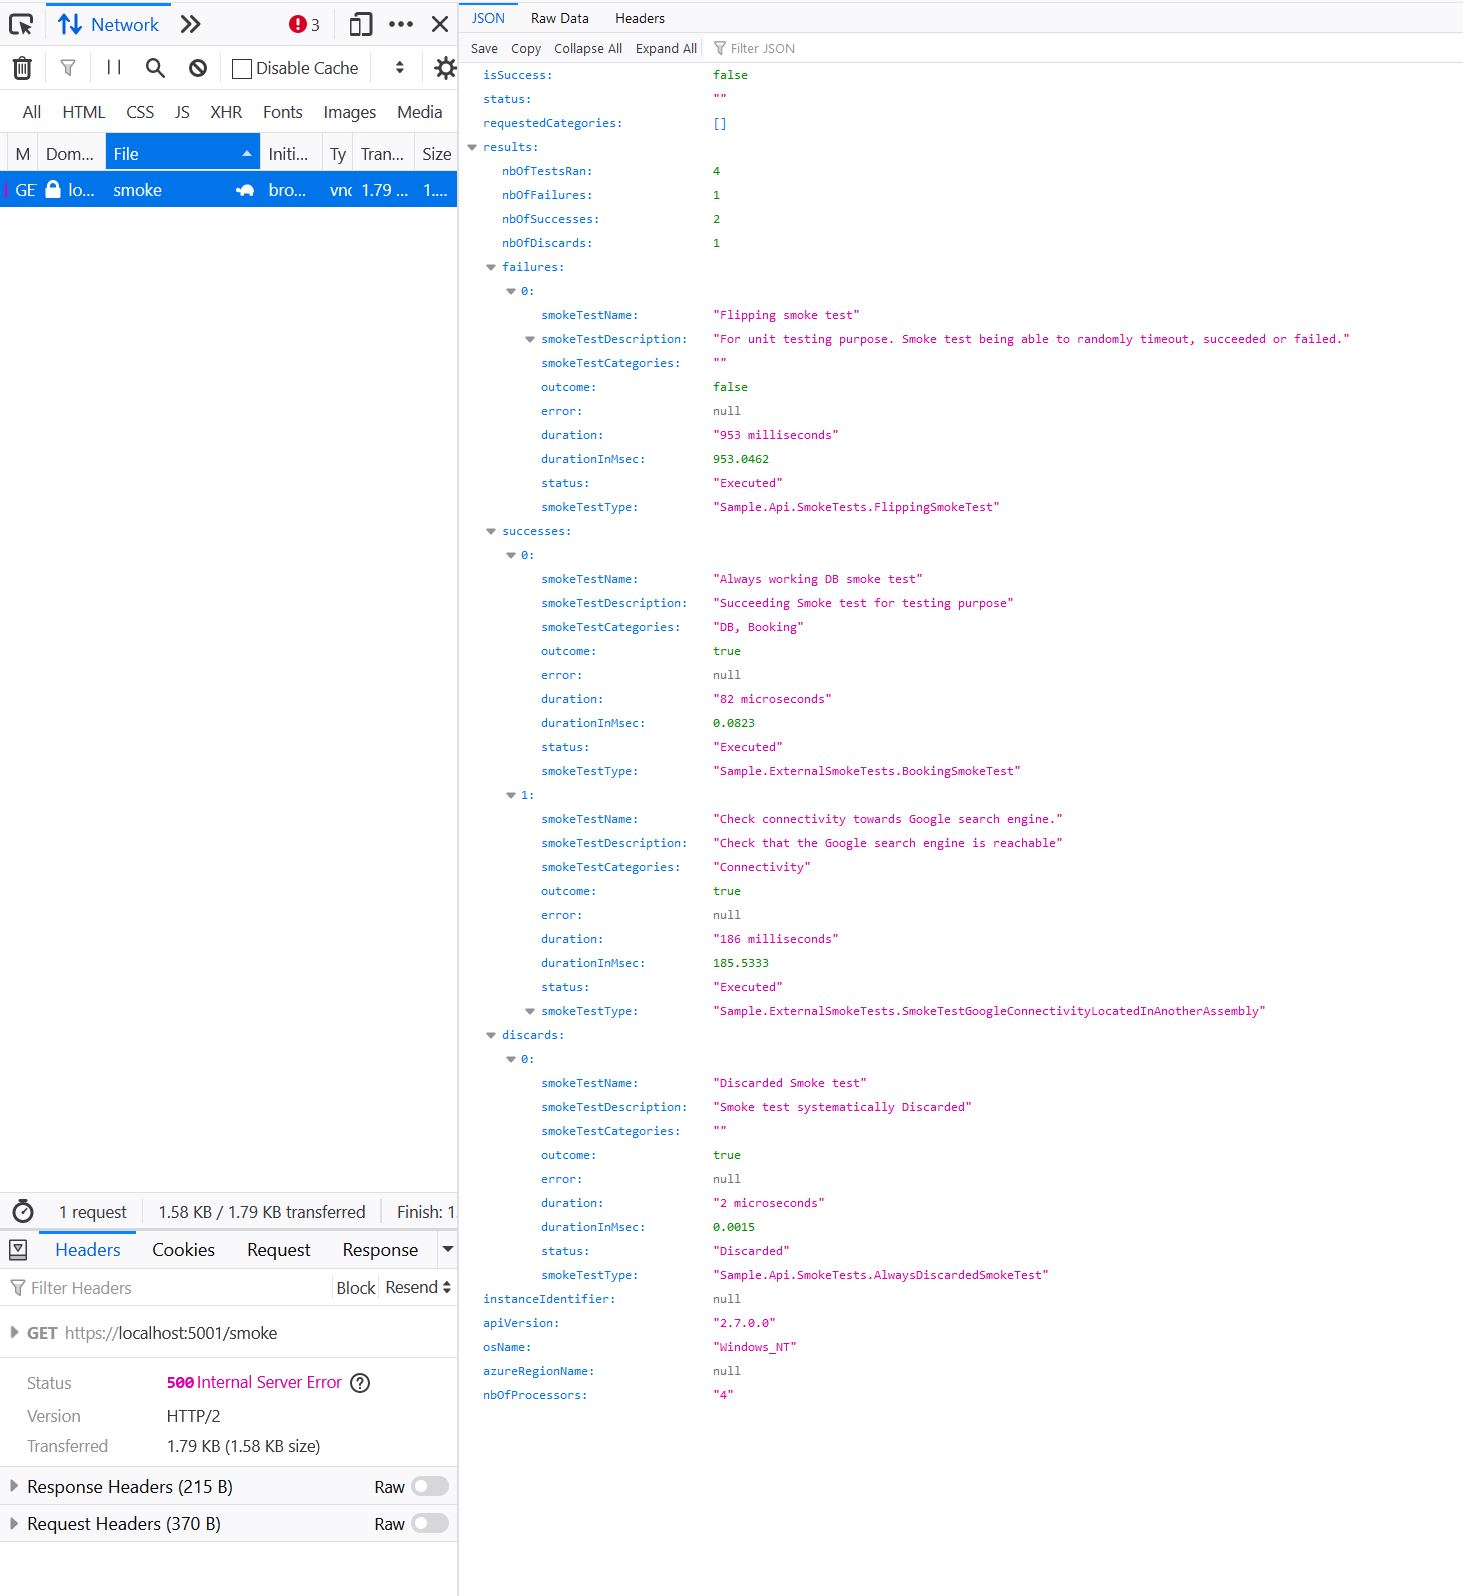 Network
3
Disable Cache
All HTML CSS JS XHR Fonts Images Media
M Dom... File Initi... Ty Tran... Size
GE lo... smoke bro... vnc 1.79 ... 1....
1 request 1.58 KB / 1.79 KB transferred Finish: 1.
Headers Cookies Request Response
Filter Headers Block Resend
GET https://localhost:5001/smoke
Status 500 Internal Server Error
Version HTTP/2
Transferred 1.79 KB (1.58 KB size)
Response Headers (215 B) Raw
Request Headers (370 B) Raw
JSON Raw Data Headers
Save Copy Collapse All Expand All Filter JSON
isSuccess: false
status: ""
requestedCategories: []
results:
nbOfTestsRan: 4
nbOfFailures: 1
nbOfSuccesses: 2
nbOfDiscards: 1
failures:
0:
smokeTestName: "Flipping smoke test"
smokeTestDescription: "For unit testing purpose. Smoke test being able to randomly timeout, succeeded or failed."
smokeTestCategories: ""
outcome: false
error: null
duration: "953 milliseconds"
durationInMsec: 953.0462
status: "Executed"
smokeTestType: "Sample.Api.SmokeTests.FlippingSmokeTest"
successes:
0:
smokeTestName: "Always working DB smoke test"
smokeTestDescription: "Succeeding Smoke test for testing purpose"
smokeTestCategories: "DB, Booking"
outcome: true
error: null
duration: "82 microseconds"
durationInMsec: 0.0823
status: "Executed"
smokeTestType: "Sample.ExternalSmokeTests.BookingSmokeTest"
1:
smokeTestName: "Check connectivity towards Google search engine."
smokeTestDescription: "Check that the Google search engine is reachable"
smokeTestCategories: "Connectivity"
outcome: true
error: null
duration: "186 milliseconds"
durationInMsec: 185.5333
status: "Executed"
smokeTestType: "Sample.ExternalSmokeTests.SmokeTestGoogleConnectivityLocatedInAnotherAssembly"
discards:
0:
smokeTestName: "Discarded Smoke test"
smokeTestDescription: "Smoke test systematically Discarded"
smokeTestCategories: ""
outcome: true
error: null
duration: "2 microseconds"
durationInMsec: 0.0015
status: "Discarded"
smokeTestType: "Sample.Api.SmokeTests.AlwaysDiscardedSmokeTest"
instanceIdentifier: null
apiVersion: "2.7.0.0"
osName: "Windows_NT"
azureRegionName: null
nbOfProcessors: "4"